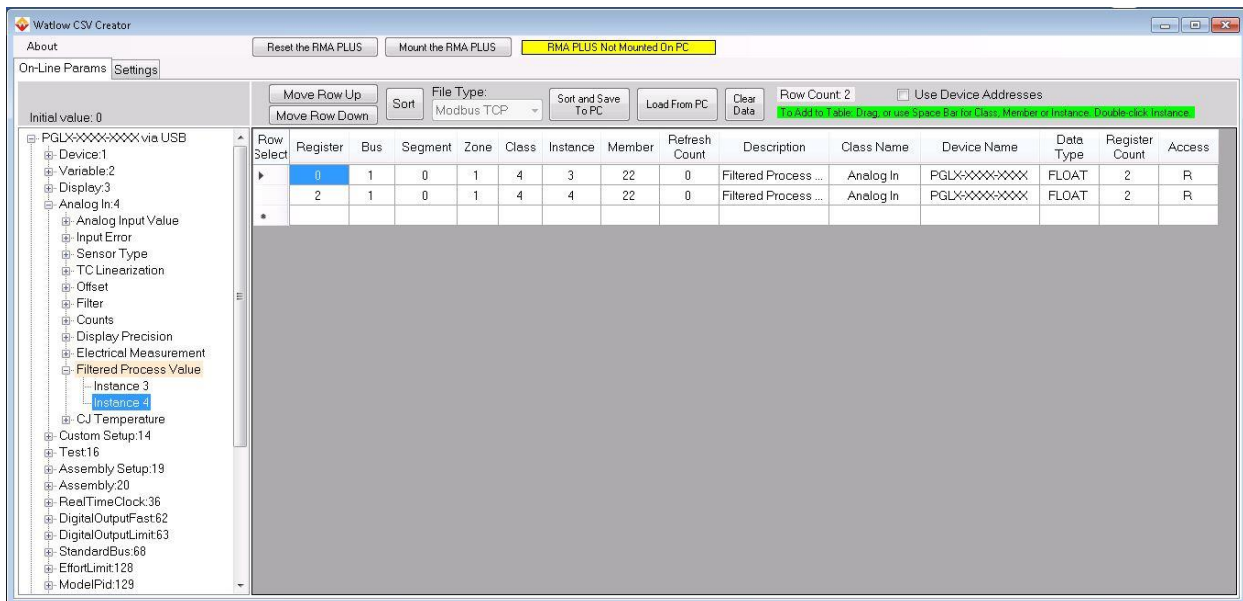 Watlow CSV Creator
About
Reset the RMA PLUS Mount the RMA PLUS RMA PLUS Not Mounted On PC
On-Line Params Settings
Initial value: 0
Move Row Up
Move Row Down
Sort
File Type:
Modbus TCP
Sort and Save
To PC
Load From PC
Clear
Data
Row Count: 2
Use Device Addresses
To Add to Table: Drag, or use Space Bar for Class, Member or Instance. Double-click Instance.
PGLX-XXXX-XXXX via USB
Device:1
Variable:2
Display:3
Analog In:4
Analog Input Value
Input Error
Sensor Type
TC Linearization
Offset
Filter
Counts
Display Precision
Electrical Measurement
Filtered Process Value
Instance 3
Instance 4
CJ Temperature
Custom Setup:14
Test:16
Assembly Setup:19
Assembly:20
RealTimeClock:36
DigitalOutputFast:62
DigitalOutputLimit:63
StandardBus:68
EffortLimit:128
ModelPid:129
Row Select Register Bus Segment Zone Class Instance Member Refresh Count Description Class Name Device Name Data Type Register Count Access
0 1 0 1 4 3 22 0 Filtered Process ... Analog In PGLX-XXXX-XXXX FLOAT 2 R
2 1 0 1 4 4 22 0 Filtered Process ... Analog In PGLX-XXXX-XXXX FLOAT 2 R